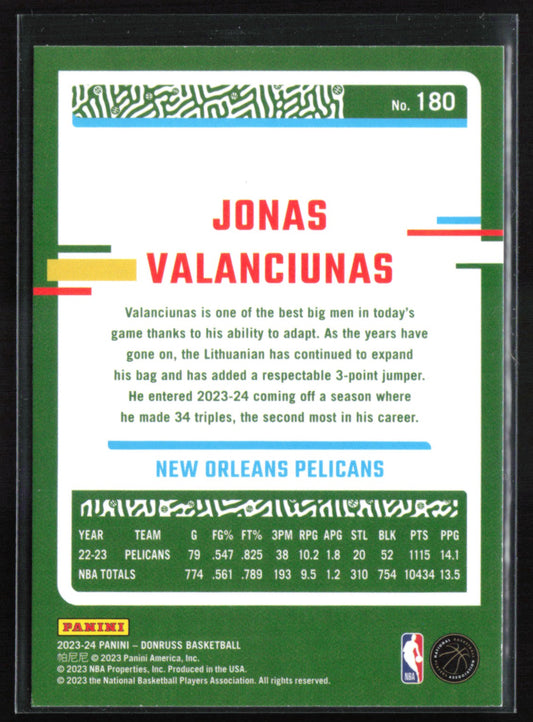 No. 180
JONAS
VALANCIUNAS
Valanciunas is one of the best big men in today's
game thanks to his ability to adapt. As the years have
gone on, the Lithuanian has continued to expand
his bag and has added a respectable 3-point jumper.
He entered 2023-24 coming off a season where
he made 34 triples, the second most in his career.
NEW ORLEANS PELICANS
YEAR TEAM G FG% FT% 3PM RPG APG STL BLK PTS PPG
22-23 PELICANS 79 .547 .825 38 10.2 1.8 20 52 1115 14.1
NBA TOTALS 774 .561 .789 193 9.5 1.2 310 754 10434 13.5
PANINI
2023-24 PANINI – DONRUSS BASKETBALL
帕尼尼 © 2023 Panini America, Inc.
© 2023 NBA Properties, Inc. Produced in the USA.
© 2023 the National Basketball Players Association. All rights reserved.
NBA
NATIONAL BASKETBALL
PLAYERS ASSOCIATION